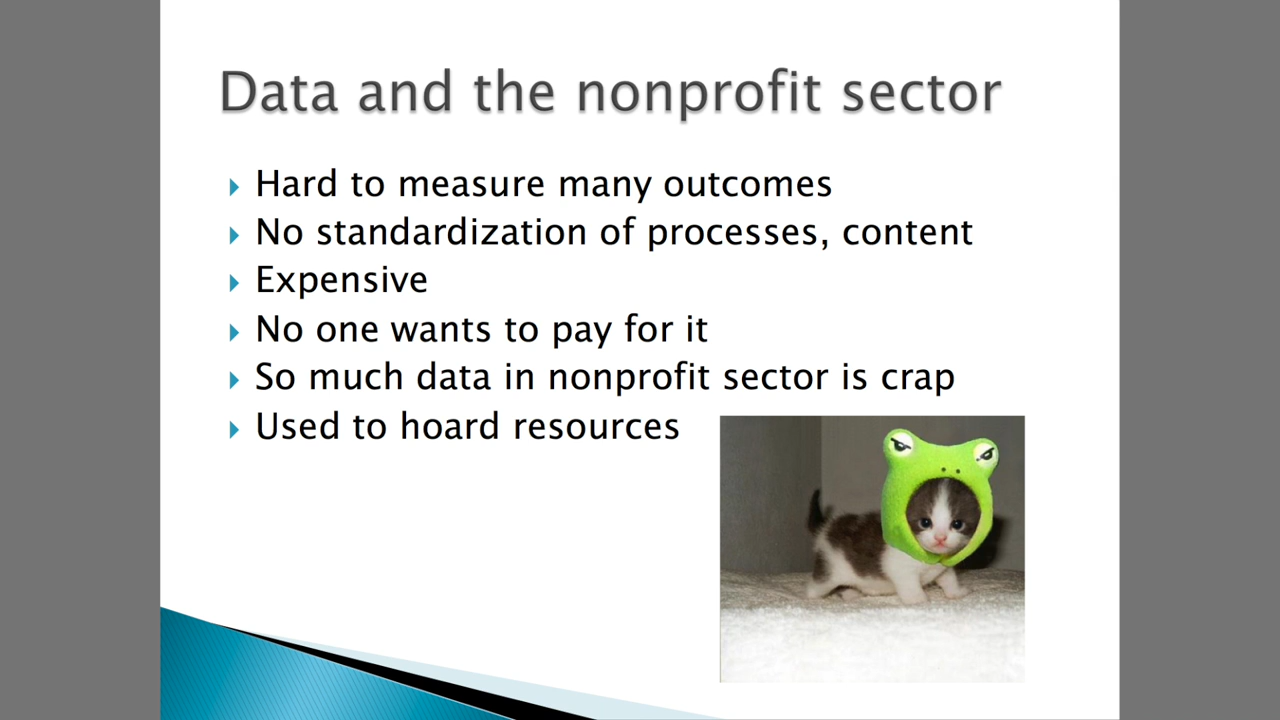 Data and the nonprofit sector
Hard to measure many outcomes
No standardization of processes, content
Expensive
No one wants to pay for it
So much data in nonprofit sector is crap
Used to hoard resources